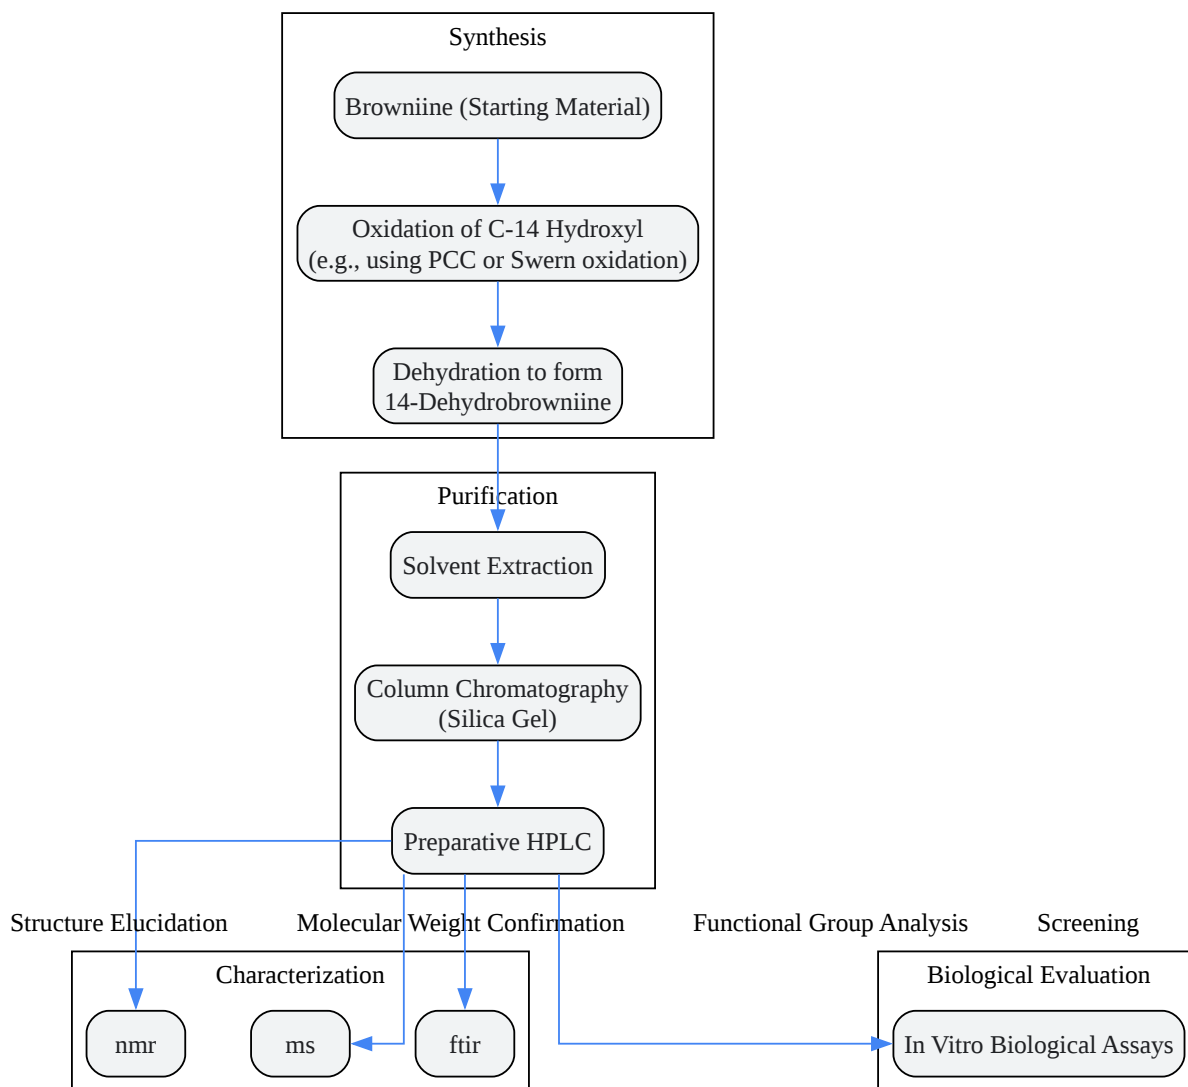 Synthesis
Browniine (Starting Material)
Oxidation of C-14 Hydroxyl
(e.g., using PCC or Swern oxidation)
Dehydration to form
14-Dehydrobrowniine
Purification
Solvent Extraction
Column Chromatography
(Silica Gel)
Preparative HPLC
Structure Elucidation
Molecular Weight Confirmation
Functional Group Analysis
Screening
Characterization
Biological Evaluation
nmr
ms
ftir
In Vitro Biological Assays